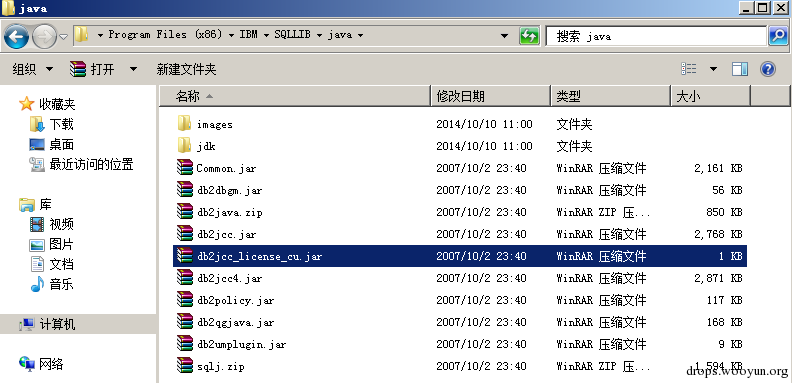 java
Program Files (x86) IBM SQLLIB java 搜索 java
组织 打开 新建文件夹
名称 修改日期 类型 大小
收藏夹
下载
桌面
最近访问的位置
库
视频
图片
文档
音乐
计算机
网络
images 2014/10/10 11:00 文件夹
jdk 2014/10/10 11:00 文件夹
Common.jar 2007/10/2 23:40 WinRAR 压缩文件 2,161 KB
db2dbgm.jar 2007/10/2 23:40 WinRAR 压缩文件 56 KB
db2java.zip 2007/10/2 23:40 WinRAR ZIP 压... 850 KB
db2jcc.jar 2007/10/2 23:40 WinRAR 压缩文件 2,768 KB
db2jcc_license_cu.jar 2007/10/2 23:40 WinRAR 压缩文件 1 KB
db2jcc4.jar 2007/10/2 23:40 WinRAR 压缩文件 2,871 KB
db2policy.jar 2007/10/2 23:40 WinRAR 压缩文件 117 KB
db2qgjava.jar 2007/10/2 23:40 WinRAR 压缩文件 168 KB
db2umplugin.jar 2007/10/2 23:40 WinRAR 压缩文件 9 KB
sqlj.zip 2007/10/2 23:40 WinRAR ZIP 压... 1,594 KB
drops.wooyun.org